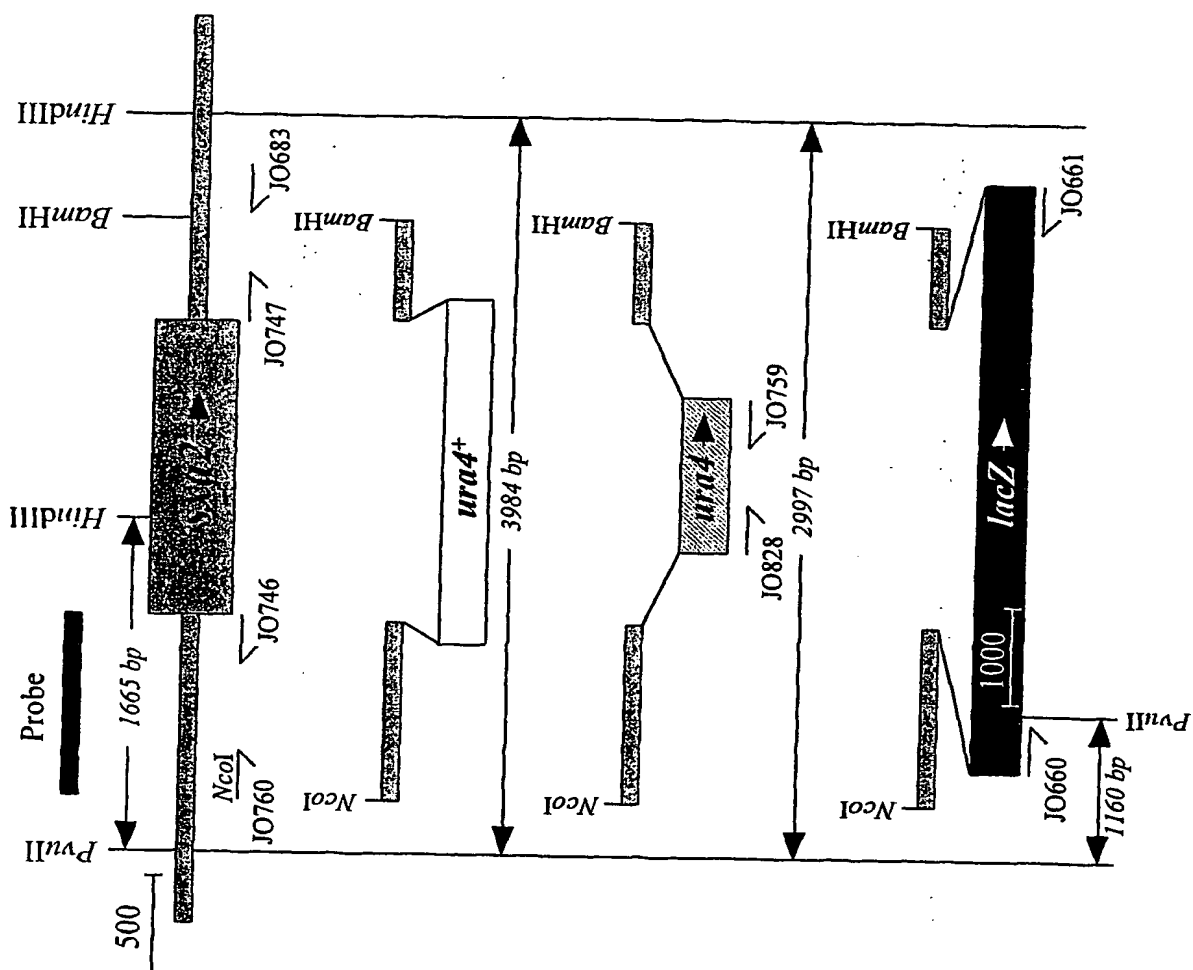 Probe
500
PvuII
1665 bp
HindIII
BamHI
HindIII
sxa2
NcoI
JO760
JO746
JO747
JO683
NcoI
BamHI
ura4+
3984 bp
NcoI
BamHI
ura4
JO828
JO759
2997 bp
NcoI
BamHI
1000
lacZ
JO660
JO661
1160 bp
PvuII